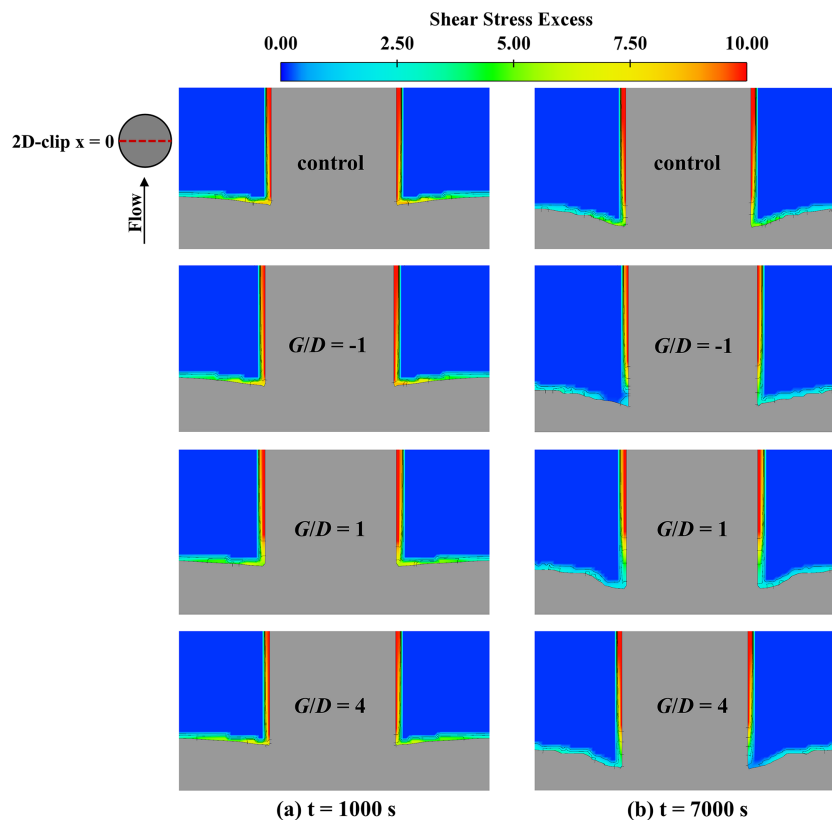 Shear Stress Excess
0.00 2.50 5.00 7.50 10.00
2D-clip x = 0
Flow
control
control
G/D = -1
G/D = -1
G/D = 1
G/D = 1
G/D = 4
G/D = 4
(a) t = 1000 s
(b) t = 7000 s